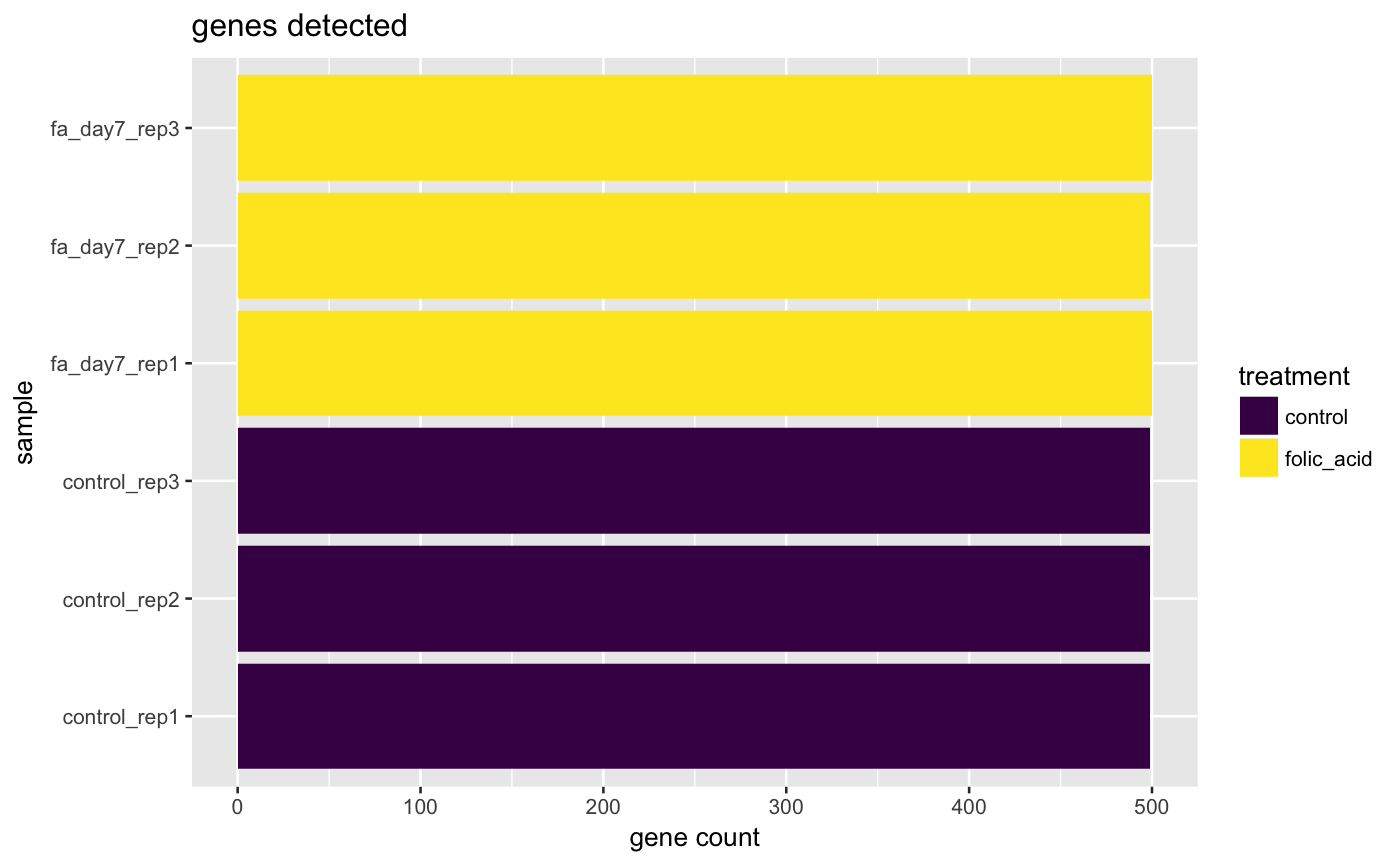 genes detected
fa_day7_rep3
fa_day7_rep2
fa_day7_rep1
control_rep3
control_rep2
control_rep1
sample
0 100 200 300 400 500
gene count
treatment
control
folic_acid